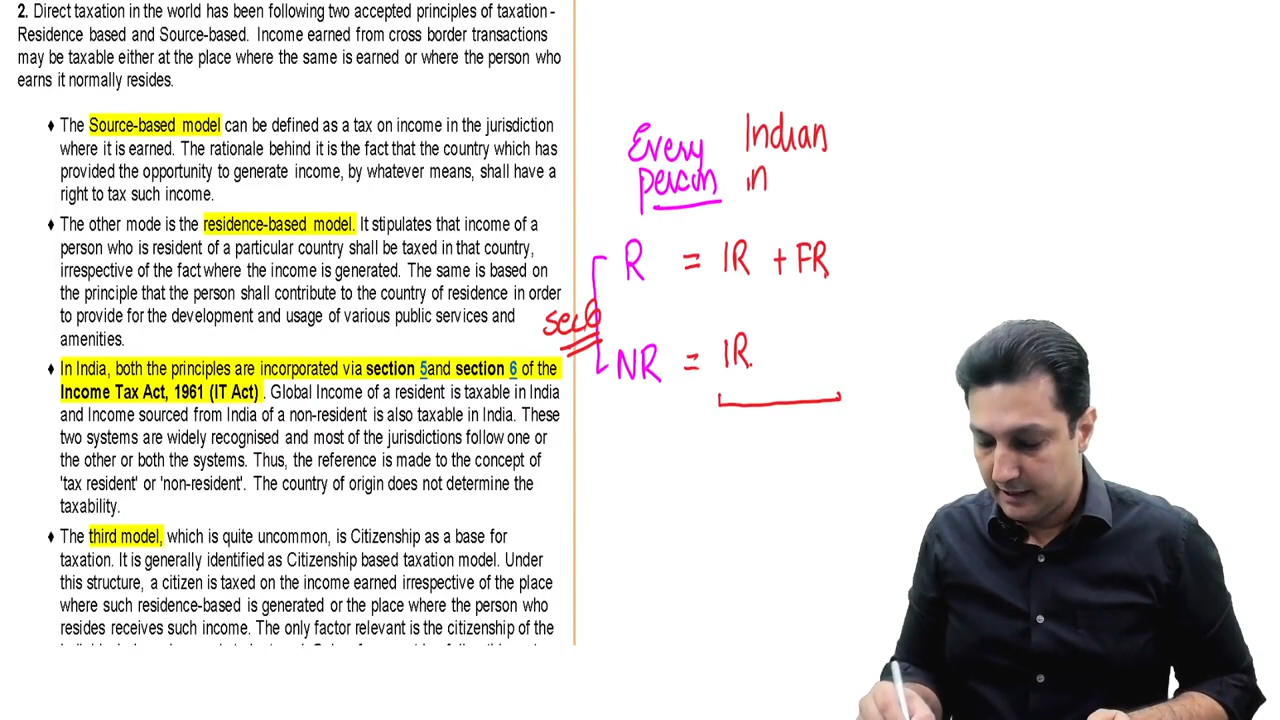 2. Direct taxation in the world has been following two accepted principles of taxation -
Residence based and Source-based. Income earned from cross border transactions
may be taxable either at the place where the same is earned or where the person who
earns it normally resides.
♦ The Source-based model can be defined as a tax on income in the jurisdiction
where it is earned. The rationale behind it is the fact that the country which has
provided the opportunity to generate income, by whatever means, shall have a
right to tax such income.
♦ The other mode is the residence-based model. It stipulates that income of a
person who is resident of a particular country shall be taxed in that country,
irrespective of the fact where the income is generated. The same is based on
the principle that the person shall contribute to the country of residence in order
to provide for the development and usage of various public services and
amenities.
♦ In India, both the principles are incorporated via section 5and section 6 of the
Income Tax Act, 1961 (IT Act) . Global Income of a resident is taxable in India
and Income sourced from India of a non-resident is also taxable in India. These
two systems are widely recognised and most of the jurisdictions follow one or
the other or both the systems. Thus, the reference is made to the concept of
'tax resident' or 'non-resident'. The country of origin does not determine the
taxability.
♦ The third model, which is quite uncommon, is Citizenship as a base for
taxation. It is generally identified as Citizenship based taxation model. Under
this structure, a citizen is taxed on the income earned irrespective of the place
where such residence-based is generated or the place where the person who
resides receives such income. The only factor relevant is the citizenship of the
Every Indian
person in
R = IR + FR
sec 6
NR = IR